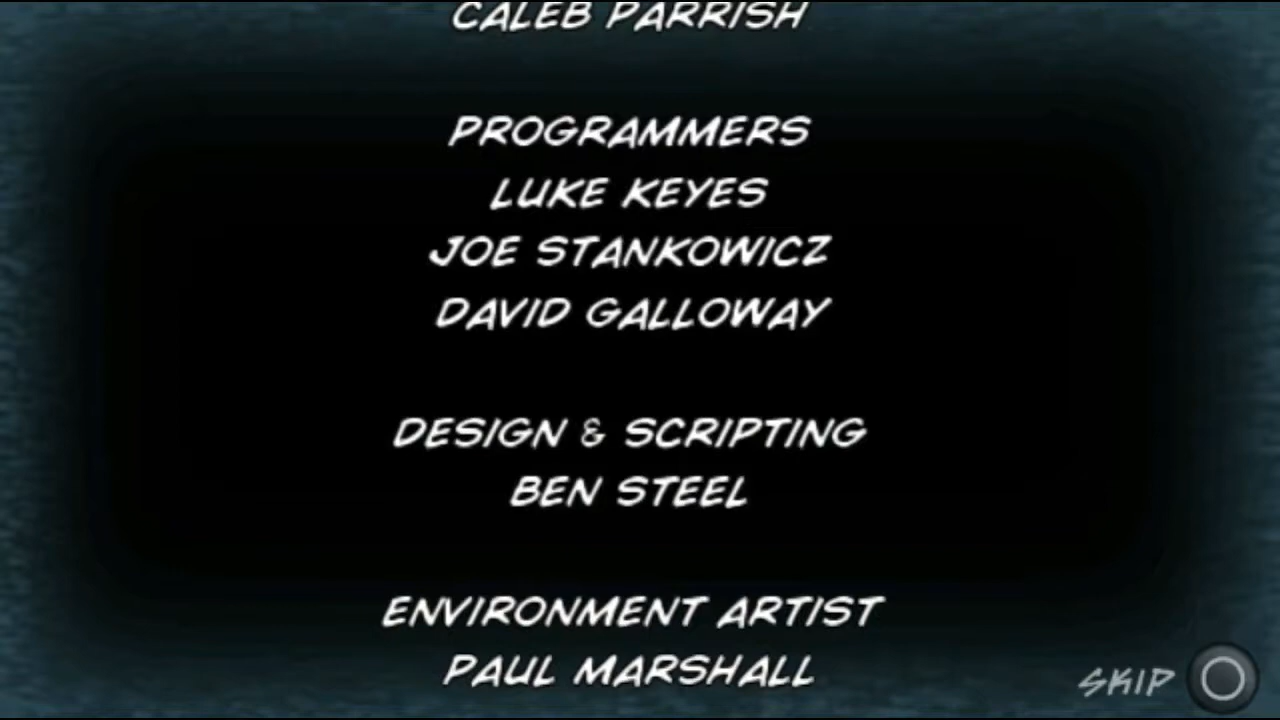 CALEB PARRISH
PROGRAMMERS
LUKE KEYES
JOE STANKOWICZ
DAVID GALLOWAY
DESIGN & SCRIPTING
BEN STEEL
ENVIRONMENT ARTIST
PAUL MARSHALL
SKIP